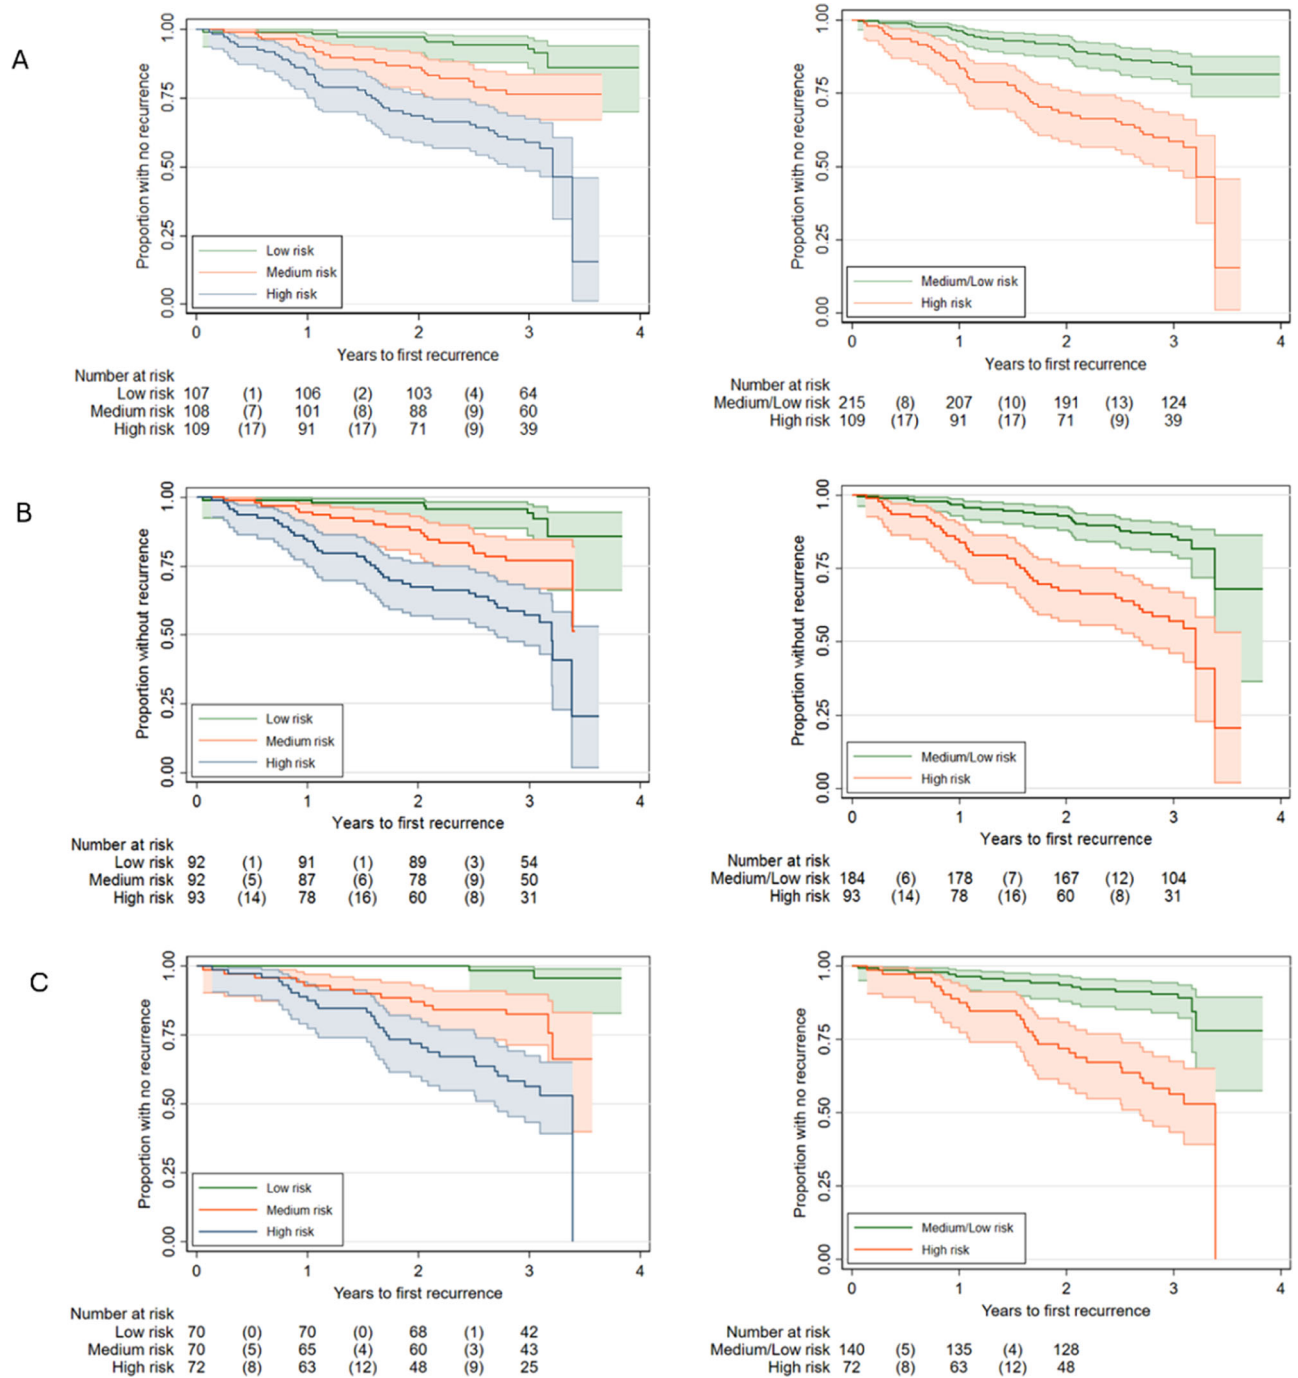 A
Proportion with no recurrence
1.00
0.75
0.50
0.25
0.00
Low risk
Medium risk
High risk
0 1 2 3 4
Years to first recurrence
Number at risk
Low risk 107 (1) 106 (2) 103 (4) 64
Medium risk 108 (7) 101 (8) 88 (9) 60
High risk 109 (17) 91 (17) 71 (9) 39
Proportion with no recurrence
1.00
0.75
0.50
0.25
0.00
Medium/Low risk
High risk
0 1 2 3 4
Years to first recurrence
Number at risk
Medium/Low risk 215 (8) 207 (10) 191 (13) 124
High risk 109 (17) 91 (17) 71 (9) 39
B
Proportion without recurrence
1.00
0.75
0.50
0.25
0.00
Low risk
Medium risk
High risk
0 1 2 3 4
Years to first recurrence
Number at risk
Low risk 92 (1) 91 (1) 89 (3) 54
Medium risk 92 (5) 87 (6) 78 (9) 50
High risk 93 (14) 78 (16) 60 (8) 31
Proportion without recurrence
1.00
0.75
0.50
0.25
0.00
Medium/Low risk
High risk
0 1 2 3 4
Years to first recurrence
Number at risk
Medium/Low risk 184 (6) 178 (7) 167 (12) 104
High risk 93 (14) 78 (16) 60 (8) 31
C
Proportion with no recurrence
1.00
0.75
0.50
0.25
0.00
Low risk
Medium risk
High risk
0 1 2 3 4
Years to first recurrence
Number at risk
Low risk 70 (0) 70 (0) 68 (1) 42
Medium risk 70 (5) 65 (4) 60 (3) 43
High risk 72 (8) 63 (12) 48 (9) 25
Proportion with no recurrence
1.00
0.75
0.50
0.25
0.00
Medium/Low risk
High risk
0 1 2 3 4
Years to first recurrence
Number at risk
Medium/Low risk 140 (5) 135 (4) 128
High risk 72 (8) 63 (12) 48